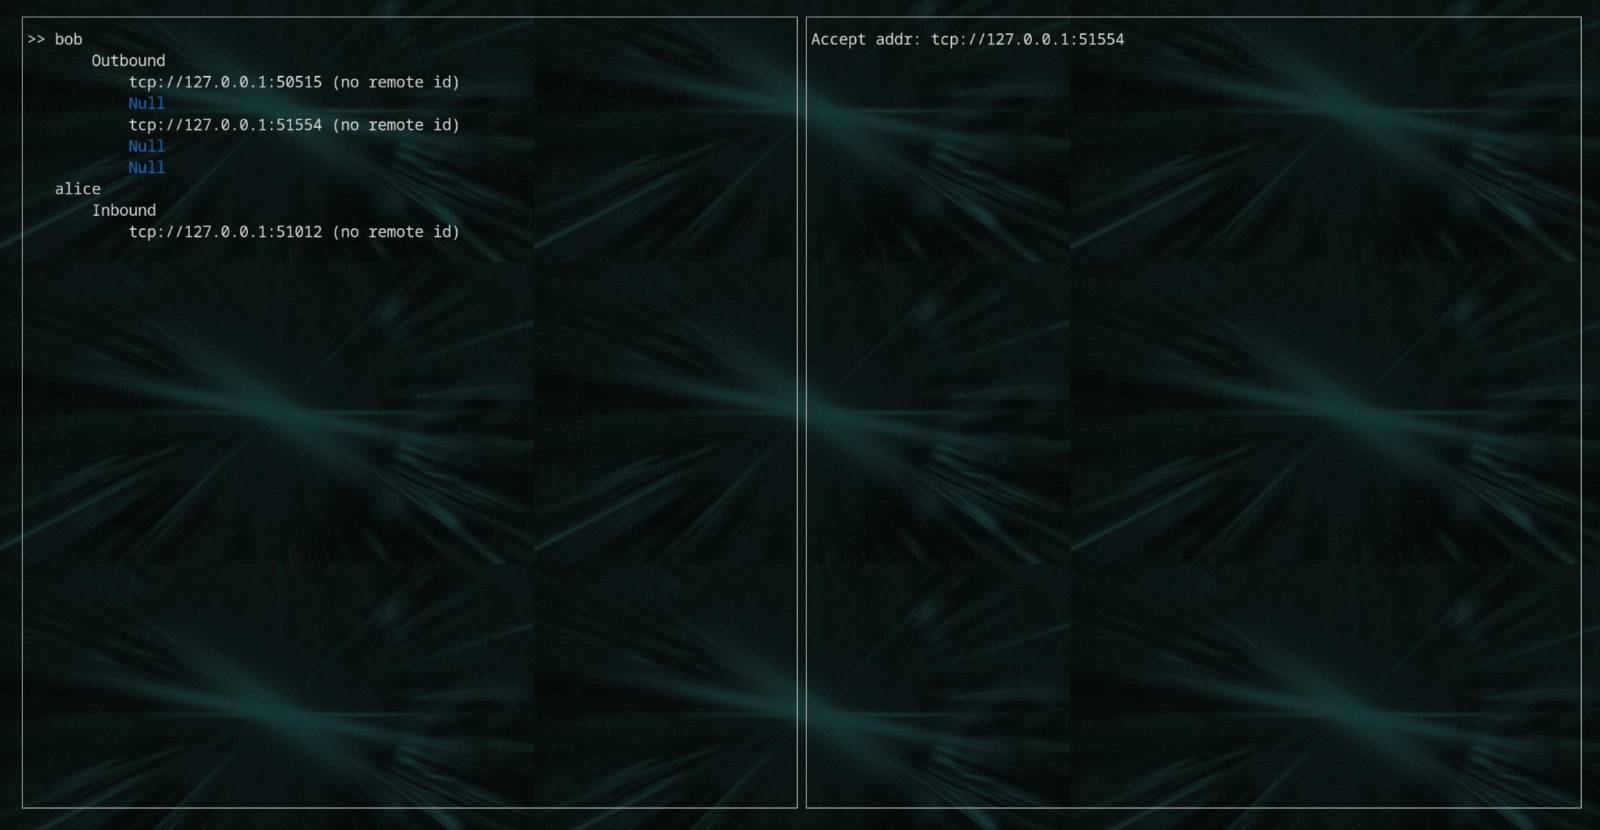 >> bob
Outbound
tcp://127.0.0.1:50515 (no remote id)
Null
tcp://127.0.0.1:51554 (no remote id)
Null
Null
alice
Inbound
tcp://127.0.0.1:51012 (no remote id)
Accept addr: tcp://127.0.0.1:51554